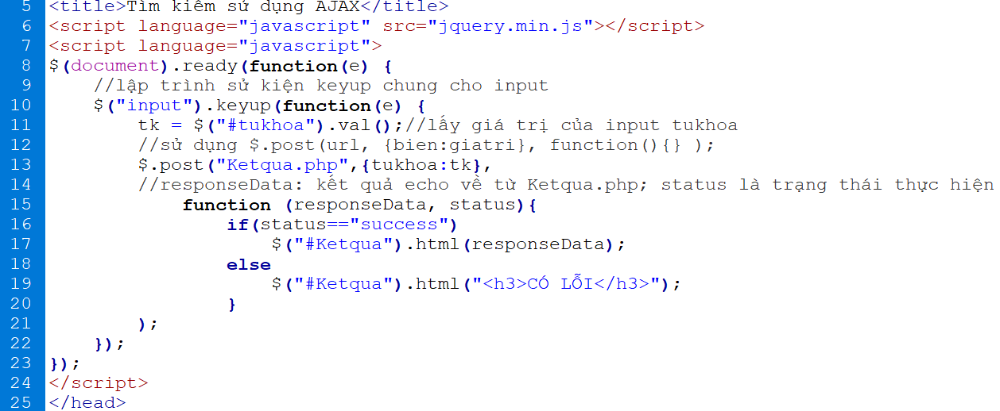 5 <title>Tìm kiếm sử dụng AJAX</title>
6 <script language="javascript" src="jquery.min.js"></script>
7 <script language="javascript">
8 $(document).ready(function(e) {
9 //lập trình sử kiện keyup chung cho input
10 $("input").keyup(function(e) {
11 tk = $("#tukhoa").val();//lấy giá trị của input tukhoa
12 //sử dụng $.post(url, {bien:giatri}, function(){} );
13 $.post("Ketqua.php",{tukhoa:tk},
14 //responseData: kết quả echo về từ Ketqua.php; status là trạng thái thực hiện
15 function (responseData, status){
16 if(status=="success")
17 $("#Ketqua").html(responseData);
18 else
19 $("#Ketqua").html("<h3>CÓ LỖI</h3>");
20 }
21 );
22 });
23 });
24 </script>
25 </head>